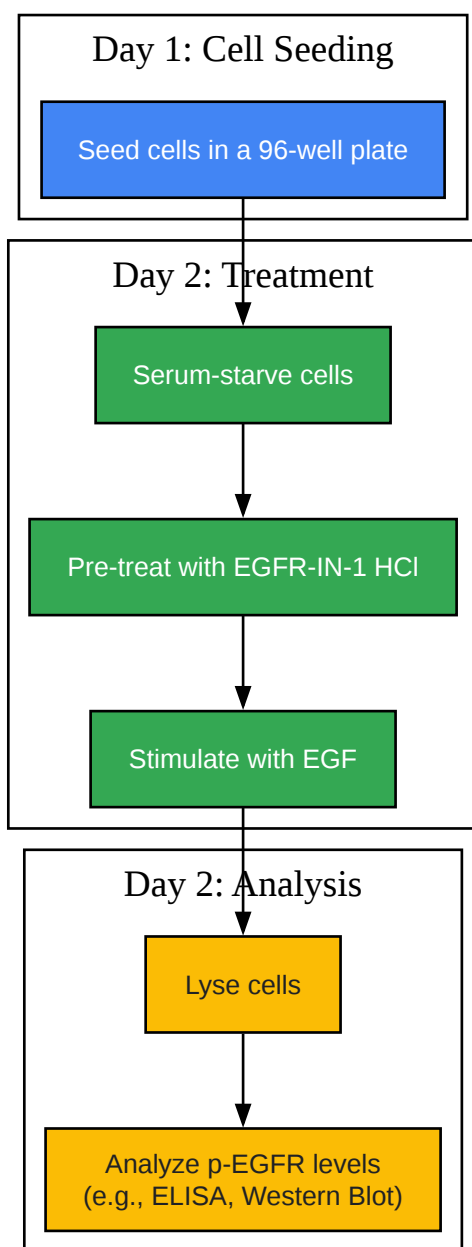 Day 1: Cell Seeding
Seed cells in a 96-well plate
Day 2: Treatment
Serum-starve cells
Pre-treat with EGFR-IN-1 HCl
Stimulate with EGF
Day 2: Analysis
Lyse cells
Analyze p-EGFR levels
(e.g., ELISA, Western Blot)